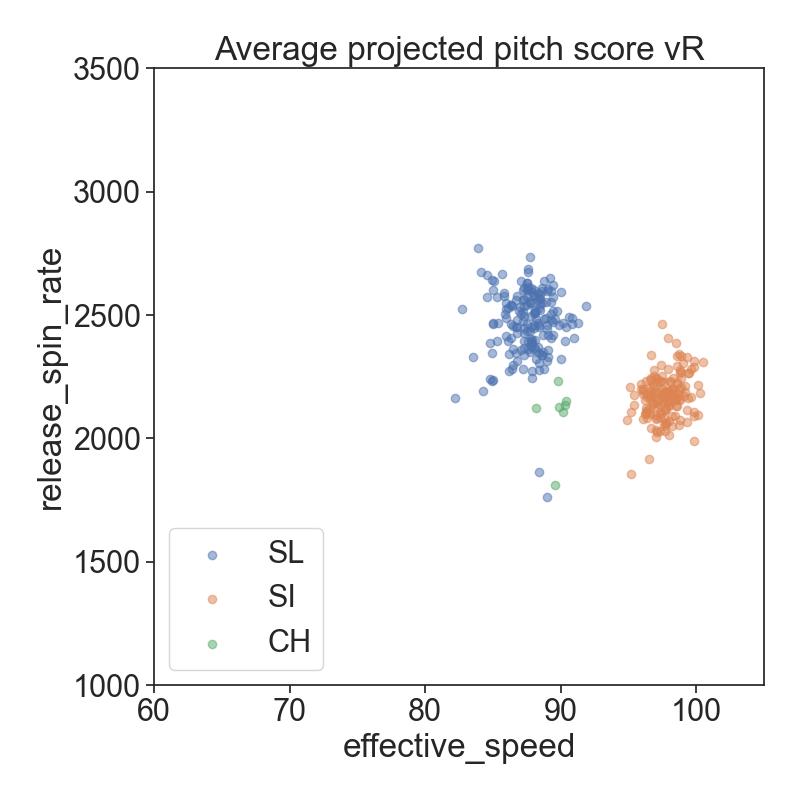 Average projected pitch score vR
3500
3000
2500
2000
1500
1000
release_spin_rate
SL
SI
CH
60 70 80 90 100
effective_speed